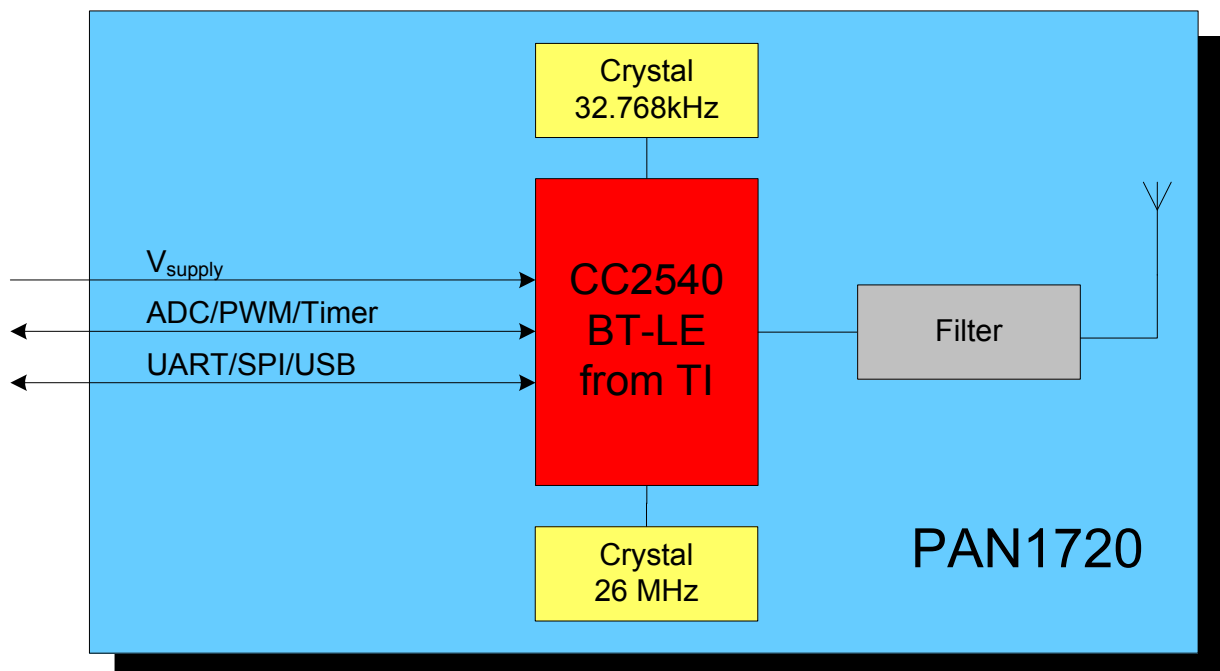 Crystal
32.768kHz
Vsupply
ADC/PWM/Timer
UART/SPI/USB
CC2540
BT-LE
from TI
Filter
Crystal
26 MHz
PAN1720